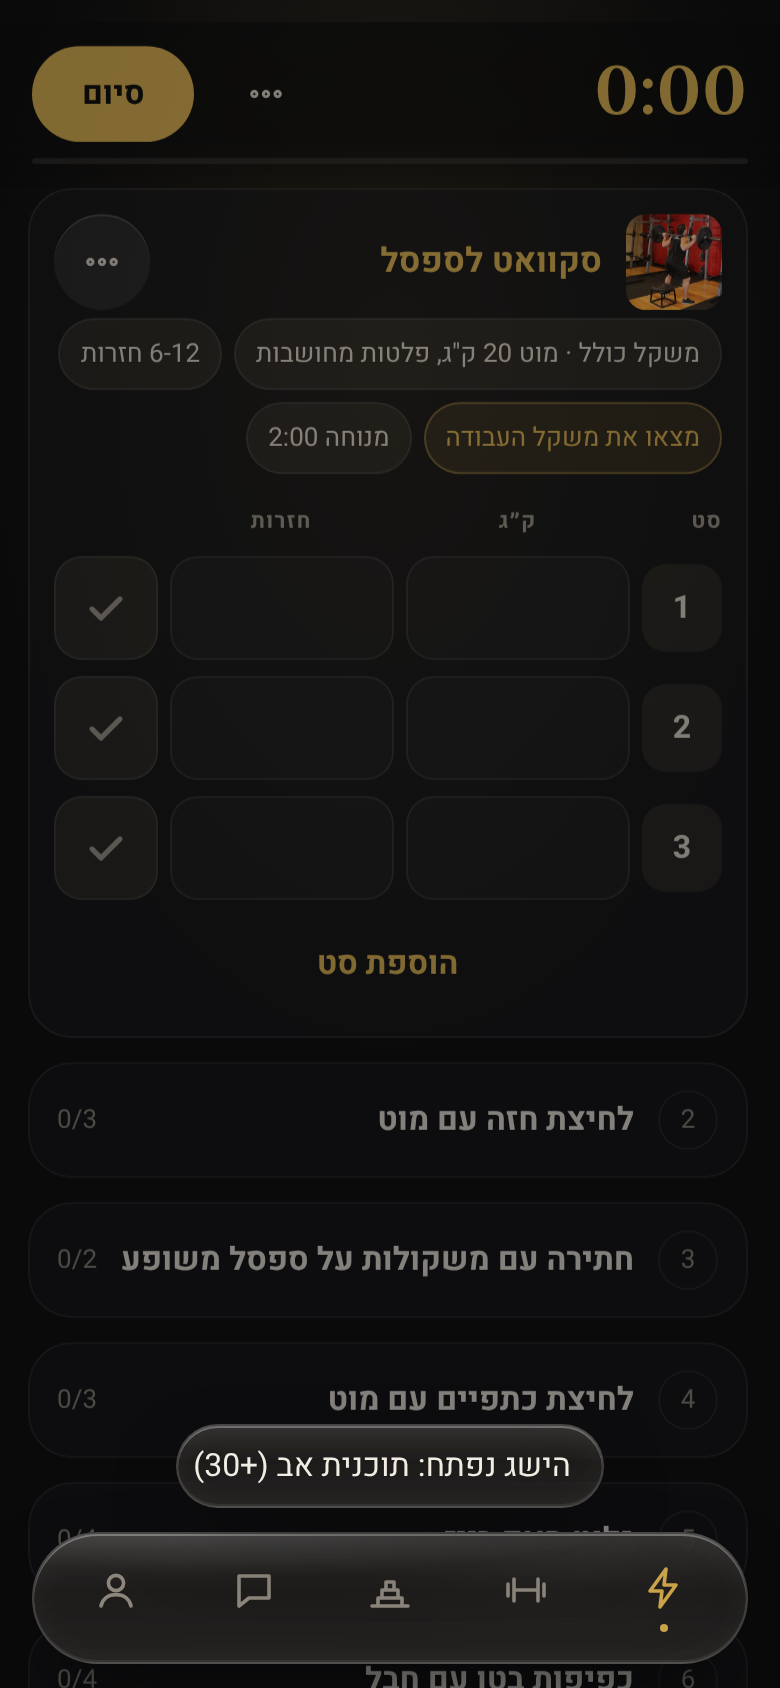 0:00
סיום
סקוואט לספסל
משקל כולל · מוט 20 ק"ג, פלטות מחושבות
6-12 חזרות
מצאו את משקל העבודה
מנוחה 2:00
סט ק״ג חזרות
1
2
3
הוספת סט
2 לחיצת חזה עם מוט 0/3
3 חתירה עם משקולות על ספסל משופע 0/2
4 לחיצת כתפיים עם מוט 0/3
הישג נפתח: תוכנית אב (+30)
6 כפיפות בטן עם חבל 0/4